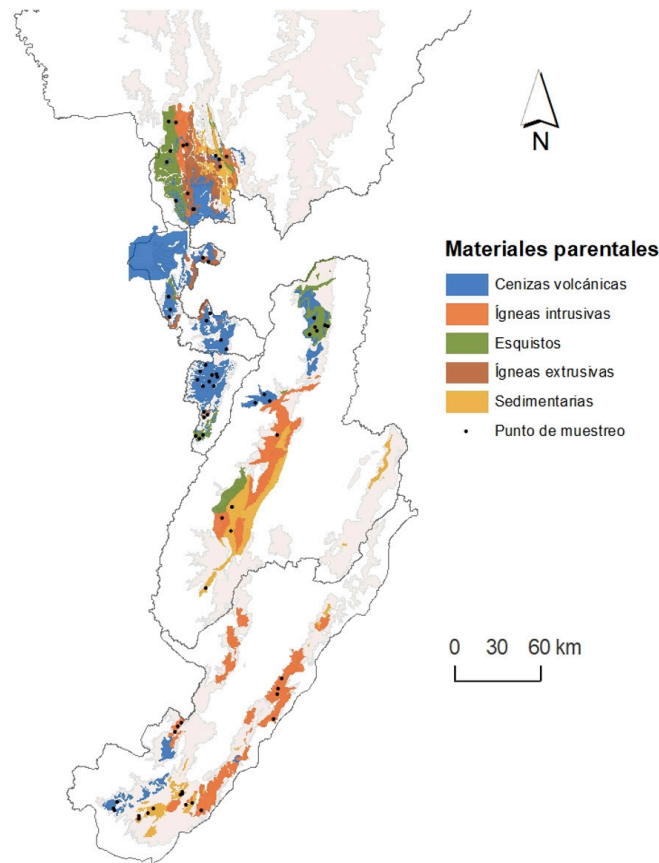 N
Materiales parentales
Cenizas volcánicas
Ígneas intrusivas
Esquistos
Ígneas extrusivas
Sedimentarias
Punto de muestreo
0 30 60 km